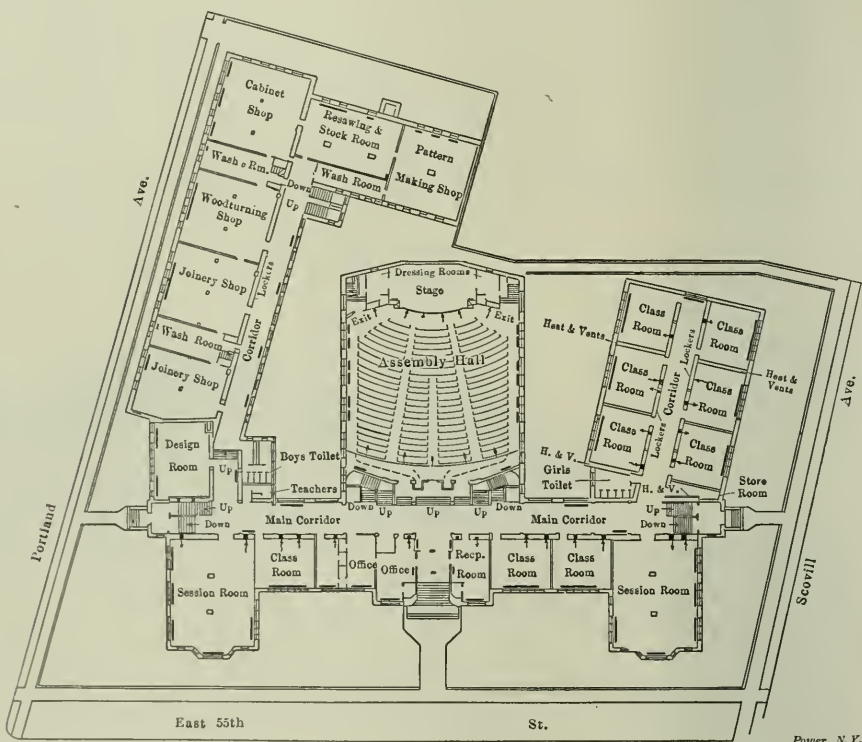 Cabinet
Shop
Resawing &
Stock Room
Pattern
Making Shop
Wash Rm.
Wash Room
Down
Up
Ave.
Woodturning
Shop
Lockers
Joinery Shop
Corridor
Wash Room
Joinery Shop
Dressing Rooms
Stage
Exit
Exit
Assembly Hall
Class
Room
Class
Room
Heat & Vents
Lockers
Heat &
Vents
Class
Room
Corridor
Class
Room
Ave.
Class
Room
Lockers
Class
Room
Design
Room
Up
Boys Toilet
Teachers
H. & V.
Girls
Toilet
H. & V.
Store
Room
Up
Down
Main Corridor
Down
Up
Up
Up
Down
Main Corridor
Up
Down
Portland
Session Room
Class
Room
Office
Office
Recp.
Room
Class
Room
Class
Room
Session Room
Scovill
East 55th St.
Power, N.Y.